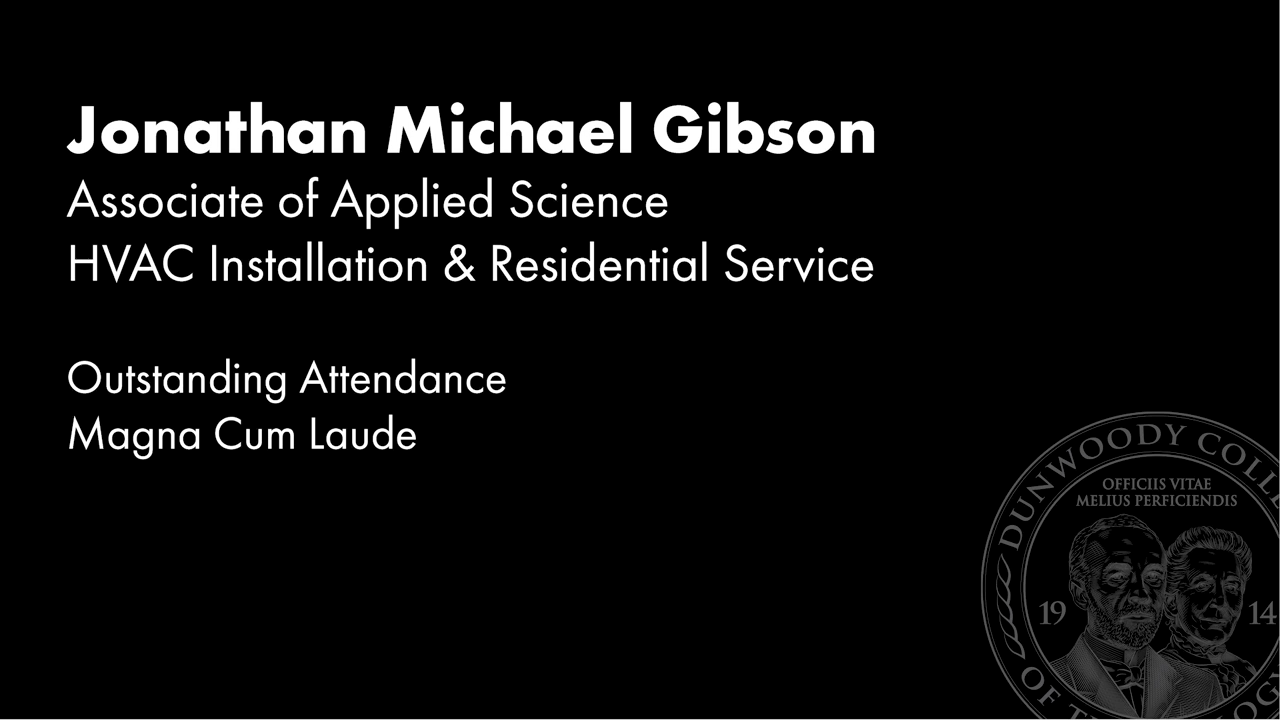 Jonathan Michael Gibson
Associate of Applied Science
HVAC Installation & Residential Service
Outstanding Attendance
Magna Cum Laude
DUNWOODY
OFFICIIS VITAE
MELIUS PERFICIENDIS
19 14
OF